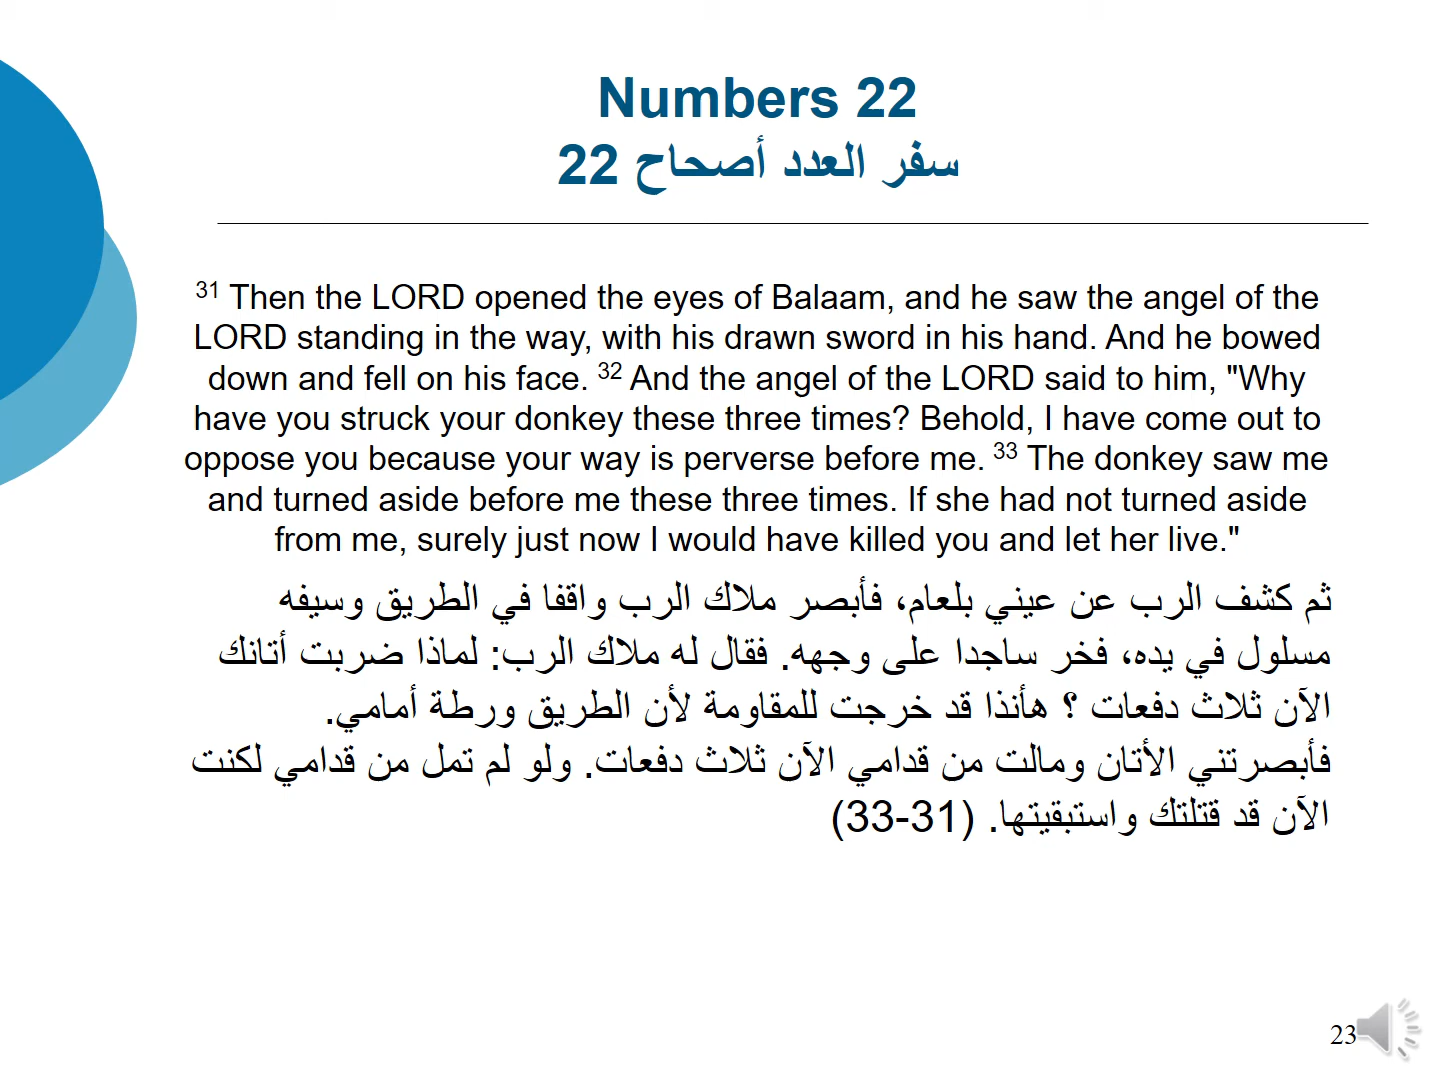 Numbers 22
سفر العدد أصحاح 22
31 Then the LORD opened the eyes of Balaam, and he saw the angel of the
LORD standing in the way, with his drawn sword in his hand. And he bowed
down and fell on his face. 32 And the angel of the LORD said to him, "Why
have you struck your donkey these three times? Behold, I have come out to
oppose you because your way is perverse before me. 33 The donkey saw me
and turned aside before me these three times. If she had not turned aside
from me, surely just now I would have killed you and let her live."
ثم كشف الرب عن عيني بلعام، فأبصر ملاك الرب واقفا في الطريق وسيفه
مسلول في يده، فخر ساجدا على وجهه. فقال له ملاك الرب: لماذا ضربت أتانك
الآن ثلاث دفعات ؟ هأنذا قد خرجت للمقاومة لأن الطريق ورطة أمامي.
فأبصرتني الأتان ومالت من قدامي الآن ثلاث دفعات. ولو لم تمل من قدامي لكنت
الآن قد قتلتك واستبقيتها. (31-33)
23